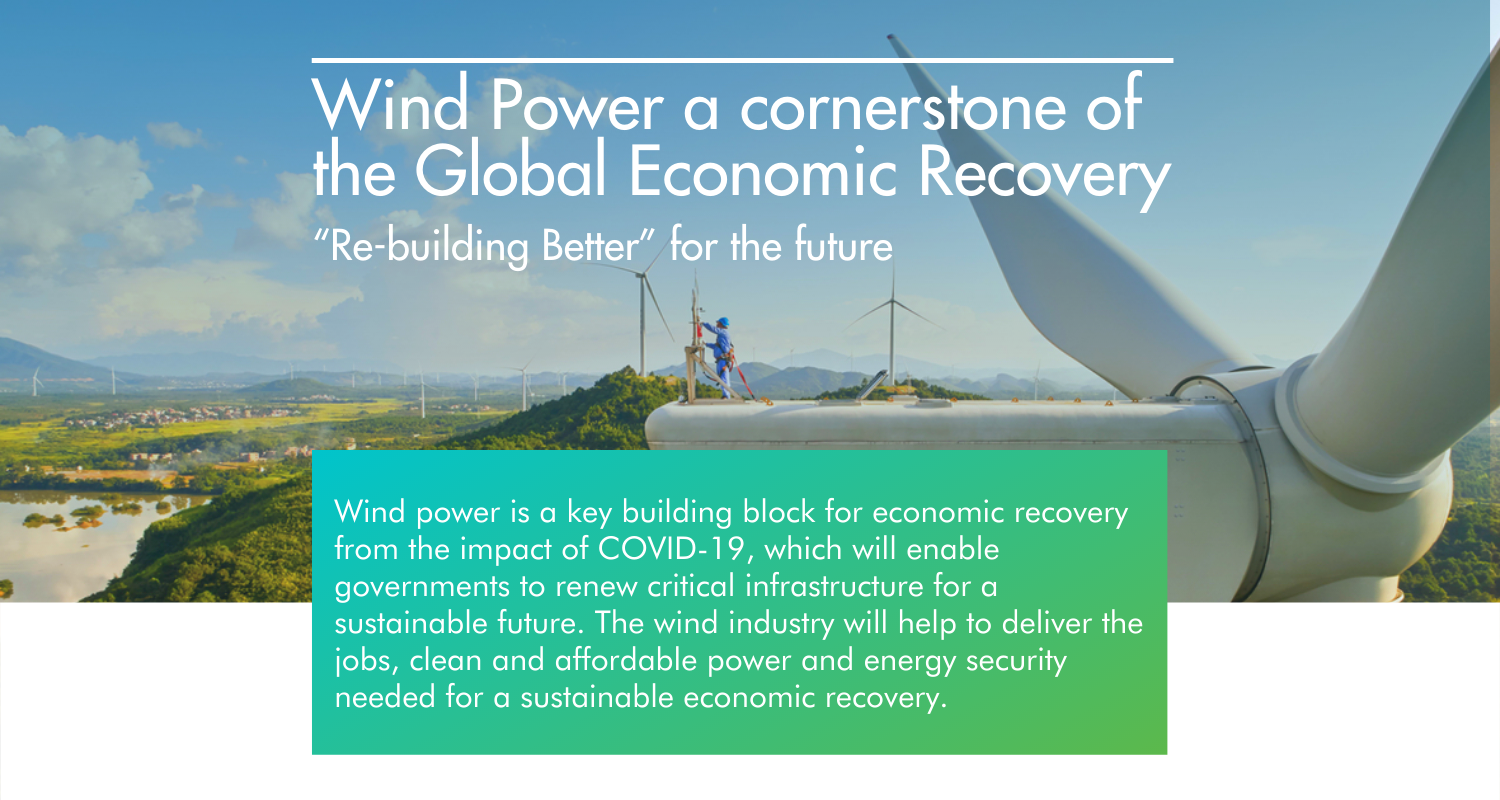 Wind Power a cornerstone of
the Global Economic Recovery
“Re-building Better” for the future
Wind power is a key building block for economic recovery
from the impact of COVID-19, which will enable
governments to renew critical infrastructure for a
sustainable future. The wind industry will help to deliver the
jobs, clean and affordable power and energy security
needed for a sustainable economic recovery.